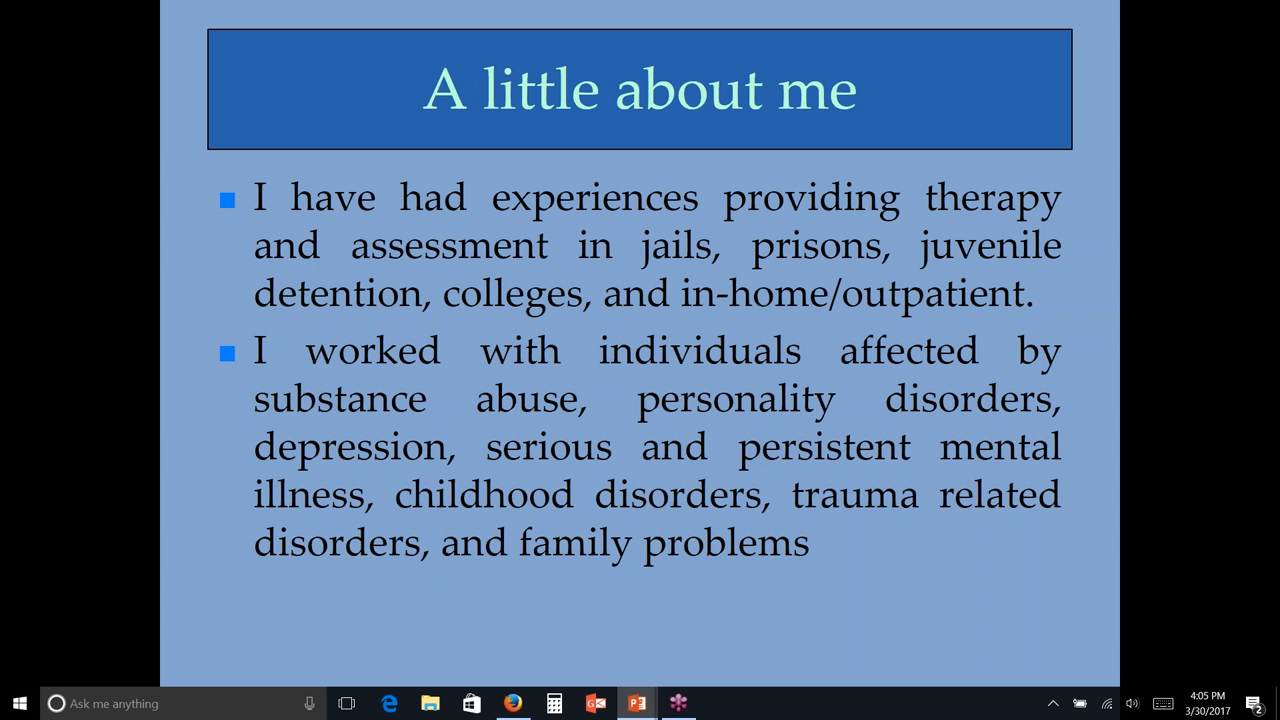 A little about me
I have had experiences providing therapy
and assessment in jails, prisons, juvenile
detention, colleges, and in-home/outpatient.
I worked with individuals affected by
substance abuse, personality disorders,
depression, serious and persistent mental
illness, childhood disorders, trauma related
disorders, and family problems
Ask me anything
4:05 PM
3/30/2017
2